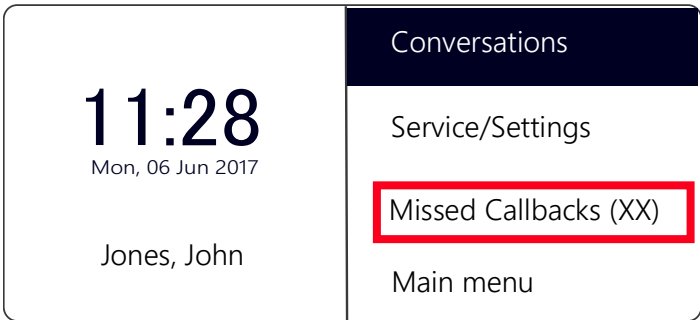 11:28
Mon, 06 Jun 2017
Jones, John
Conversations
Service/Settings
Missed Callbacks (XX)
Main menu